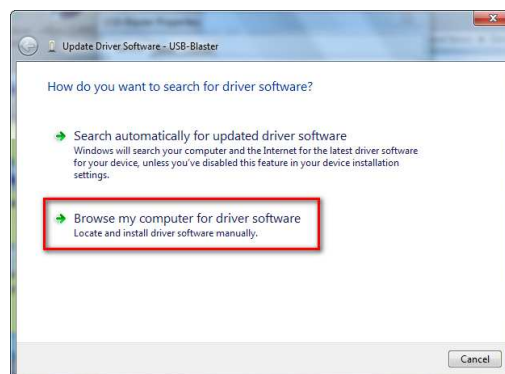 USB-Blaster Properties
Update Driver Software - USB-Blaster
How do you want to search for driver software?
Search automatically for updated driver software
Windows will search your computer and the Internet for the latest driver software
for your device, unless you've disabled this feature in your device installation
settings.
Browse my computer for driver software
Locate and install driver software manually.
Cancel